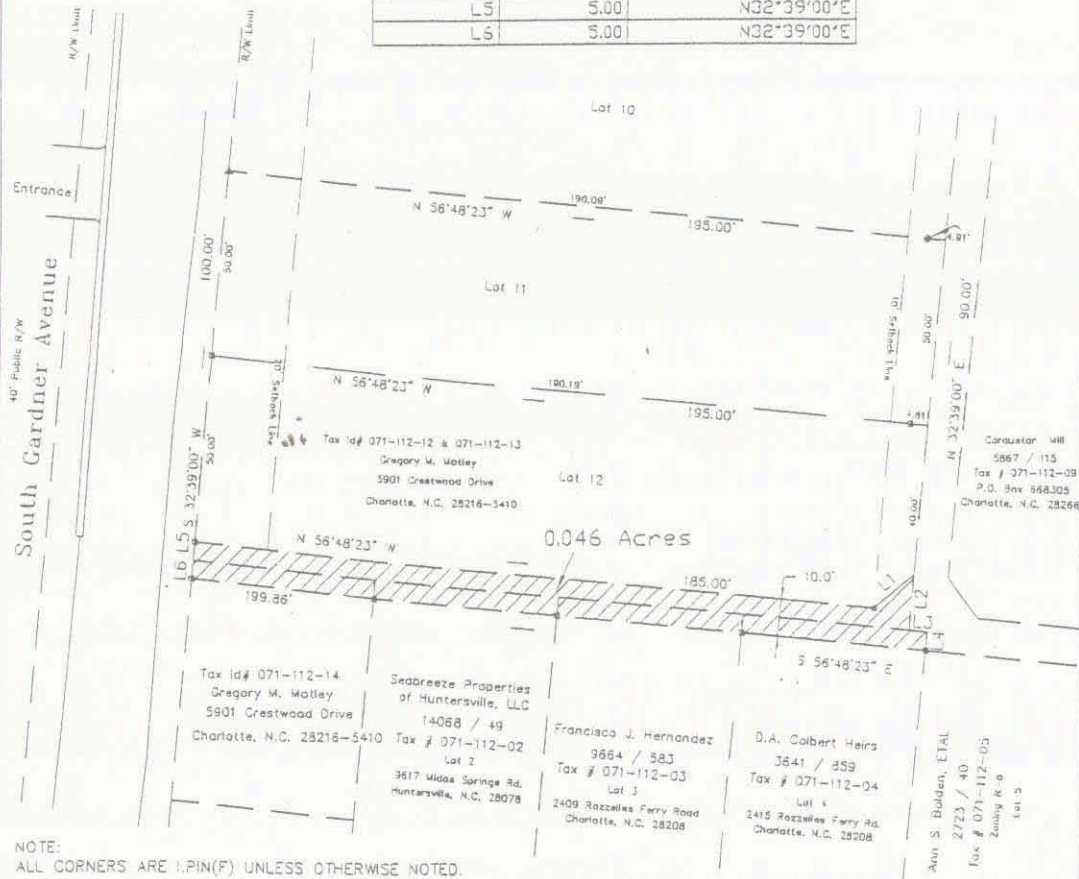 L5 5.00 N32°39'00"E
L6 5.00 N32°39'00"E
R/W Limit
R/W Limit
Lot 10
Entrance
N 56°48'23" W
190.09'
195.00'
4.91'
100.00'
50.00'
Lot 11
40' Public R/W
South Gardner Avenue
10' Setback Line
50.00'
90.00'
N 32°39'00" E
N 56°48'23" W
190.19'
195.00'
S 32°39'00" W
50.00'
Setback Line
Tax Id# 071-112-12 & 071-112-13
Gregory M. Motley
5901 Crestwood Drive
Charlotte, N.C. 28216-5410
Lot 12
Caraustar Mill
5867 / 115
Tax # 071-112-09
P.O. Box 668305
Charlotte, N.C. 28266
40.00'
N 56°48'23" W
0.046 Acres
L5
L6
199.86'
185.00'
10.0'
L1
L2
L3
L4
S 56°48'23" E
Tax Id# 071-112-14
Gregory M. Motley
5901 Crestwood Drive
Charlotte, N.C. 28216-5410
Seabreeze Properties
of Huntersville, LLC
14068 / 49
Tax # 071-112-02
Lot 2
9617 Midas Springs Rd.
Huntersville, N.C. 28078
Francisco J. Hernandez
9664 / 583
Tax # 071-112-03
Lot 3
2409 Rozzelles Ferry Road
Charlotte, N.C. 28208
D.A. Colbert Heirs
3641 / 859
Tax # 071-112-04
Lot 4
2415 Rozzelles Ferry Rd.
Charlotte, N.C. 28208
Ann S. Bolden, ETAL
2723 / 40
Tax # 071-112-05
Zoning R-8
Lot 5
NOTE:
ALL CORNERS ARE I.PIN(F) UNLESS OTHERWISE NOTED.